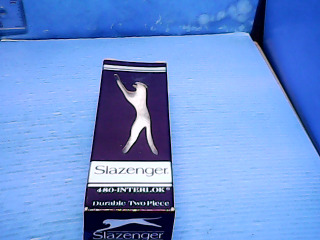 Slazenger
480·INTERLOK®
Durable Two Piece
Slazenger